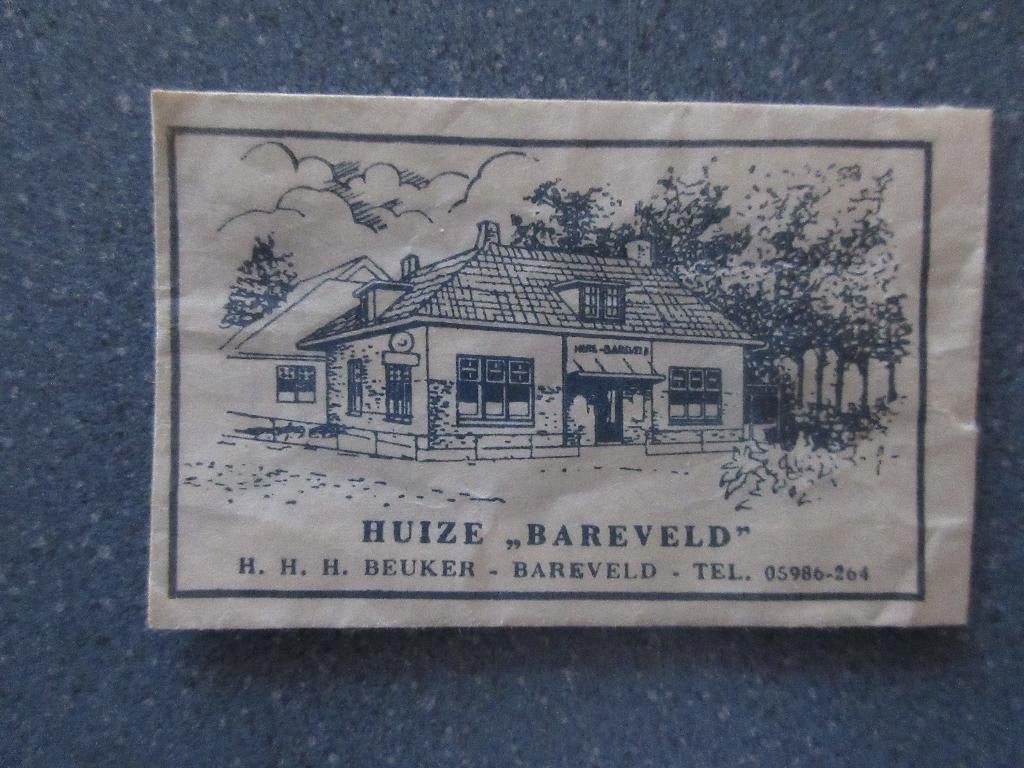 HUIZE „BAREVELD”
H. H. H. BEUKER - BAREVELD - TEL. 05986-264